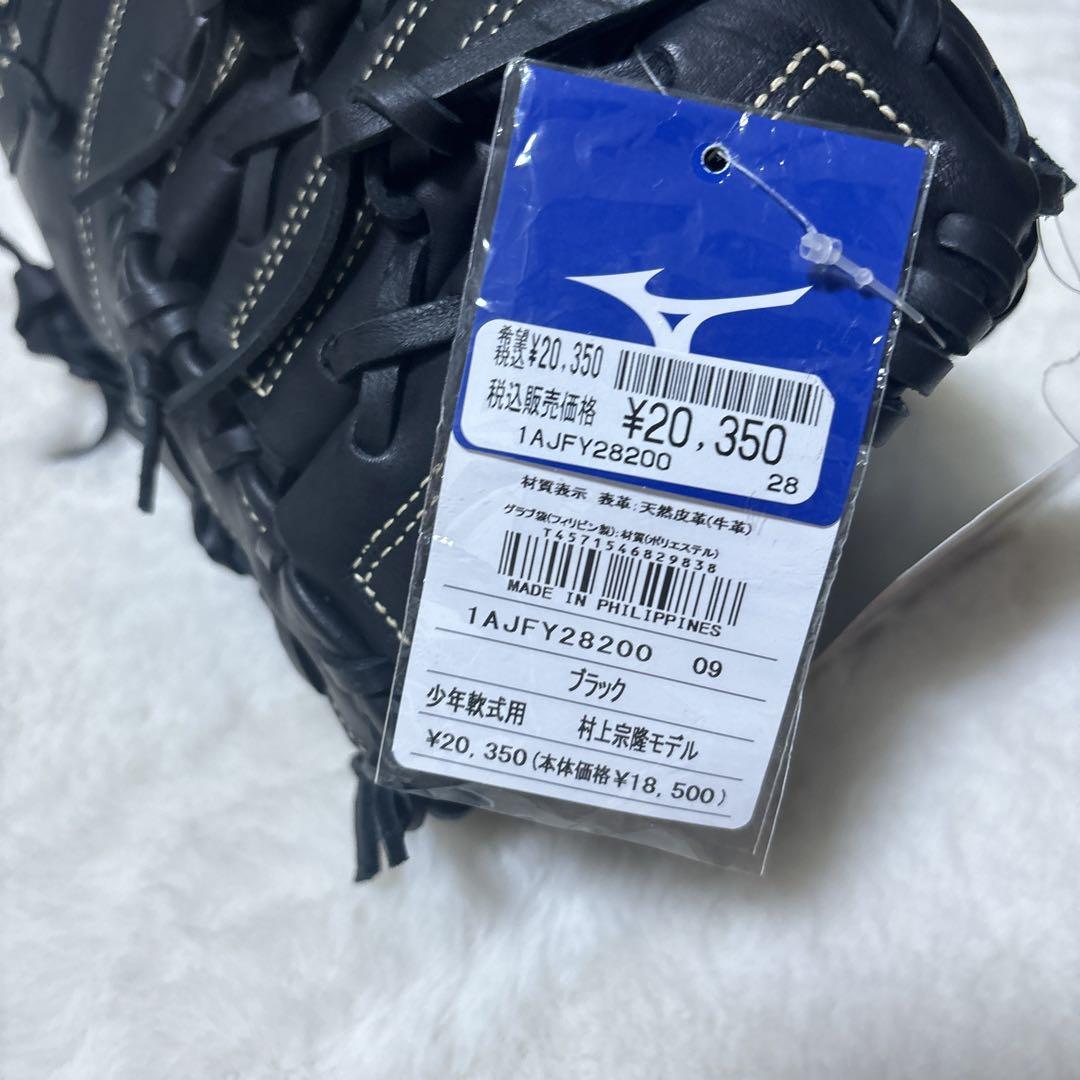 希望税込¥20,350
税込販売価格 ¥20,350
1AJFY28200 28
材質表示 表革:天然皮革(牛革)
グラブ袋(フィリピン製):材質(ポリエステル)
T4571546829838
MADE IN PHILIPPINES
1AJFY28200 09
ブラック
少年軟式用 村上宗隆モデル
¥20,350(本体価格¥18,500)